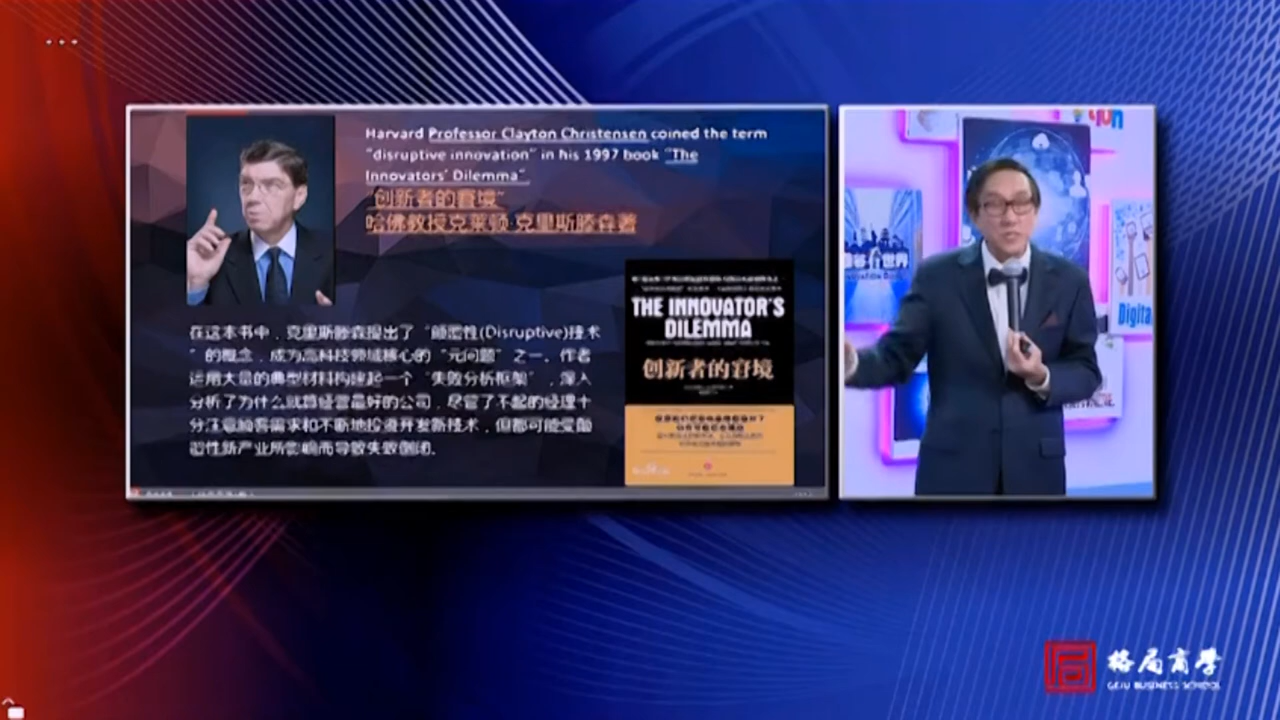 Harvard Professor Clayton Christensen coined the term
"disruptive innovation" in his 1997 book "The
Innovators' Dilemma"
"创新者的窘境"
哈佛教授克莱顿·克里斯滕森著
在这本书中，克里斯滕森提出了"颠覆性(Disruptive)技术
"的概念，成为高科技领域核心的"元问题"之一。作者
运用大量的典型材料构建起一个"失败分析框架"，深入
分析了为什么就算经营最好的公司，尽管了不起的经理十
分注意顾客需求和不断地投资开发新技术，但都可能受颠
覆性新产业所影响而导致失败倒闭。
THE INNOVATOR'S
DILEMMA
创新者的窘境
世界
Digital
格局商学
GEJU BUSINESS SCHOOL